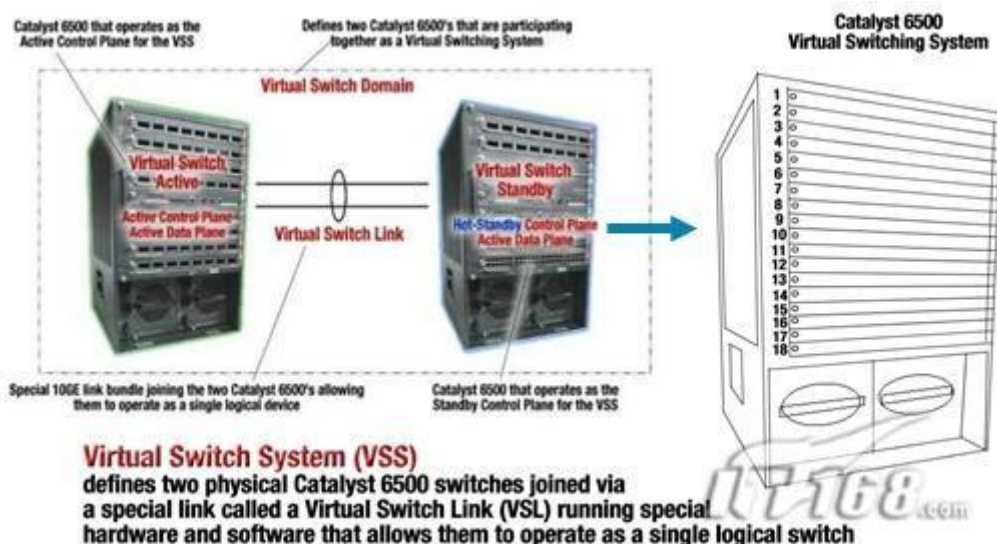 Catalyst 6500 that operates as the
Active Control Plane for the VSS
Defines two Catalyst 6500's that are participating
together as a Virtual Switching System
Catalyst 6500
Virtual Switching System
Virtual Switch Domain
Virtual Switch
Active
Active Control Plane
Active Data Plane
Virtual Switch Link
Virtual Switch
Standby
Hot-Standby Control Plane
Active Data Plane
1
2
3
4
5
6
7
8
9
10
11
12
13
14
15
16
17
18
Special 10GE link bundle joining the two Catalyst 6500's allowing
them to operate as a single logical device
Catalyst 6500 that operates as the
Standby Control Plane for the VSS
Virtual Switch System (VSS)
defines two physical Catalyst 6500 switches joined via
a special link called a Virtual Switch Link (VSL) running special
hardware and software that allows them to operate as a single logical switch
IT168.com